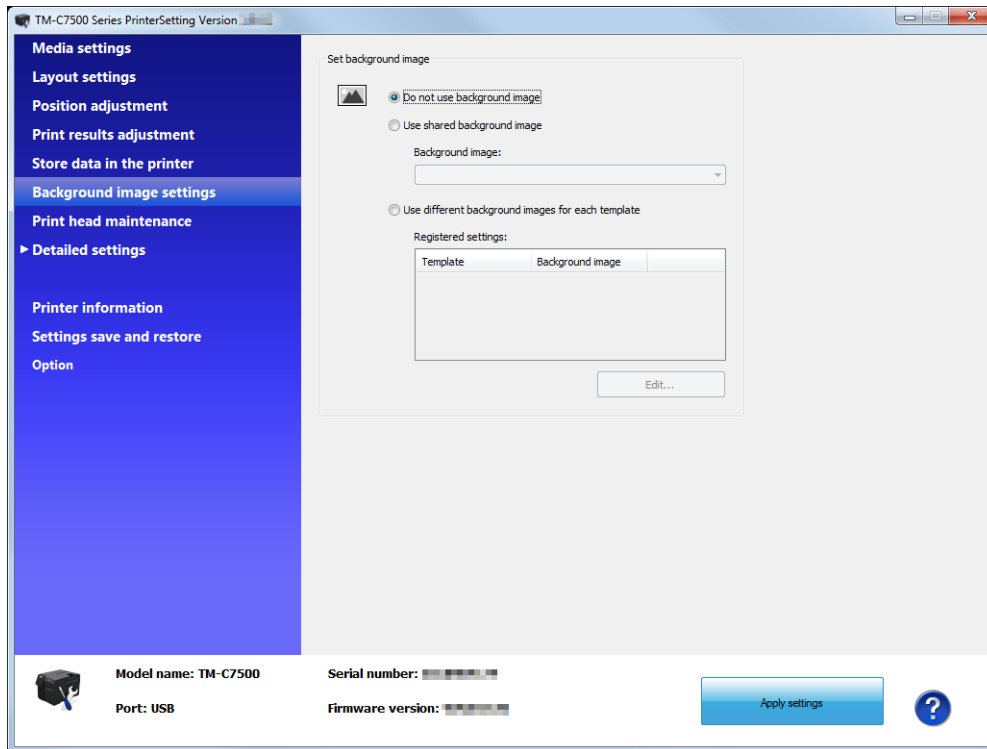 TM-C7500 Series PrinterSetting Version
Media settings
Layout settings
Position adjustment
Print results adjustment
Store data in the printer
Background image settings
Print head maintenance
Detailed settings
Printer information
Settings save and restore
Option
Set background image
Do not use background image
Use shared background image
Background image:
Use different background images for each template
Registered settings:
Template Background image
Edit...
Model name: TM-C7500
Serial number:
Port: USB
Firmware version:
Apply settings
?